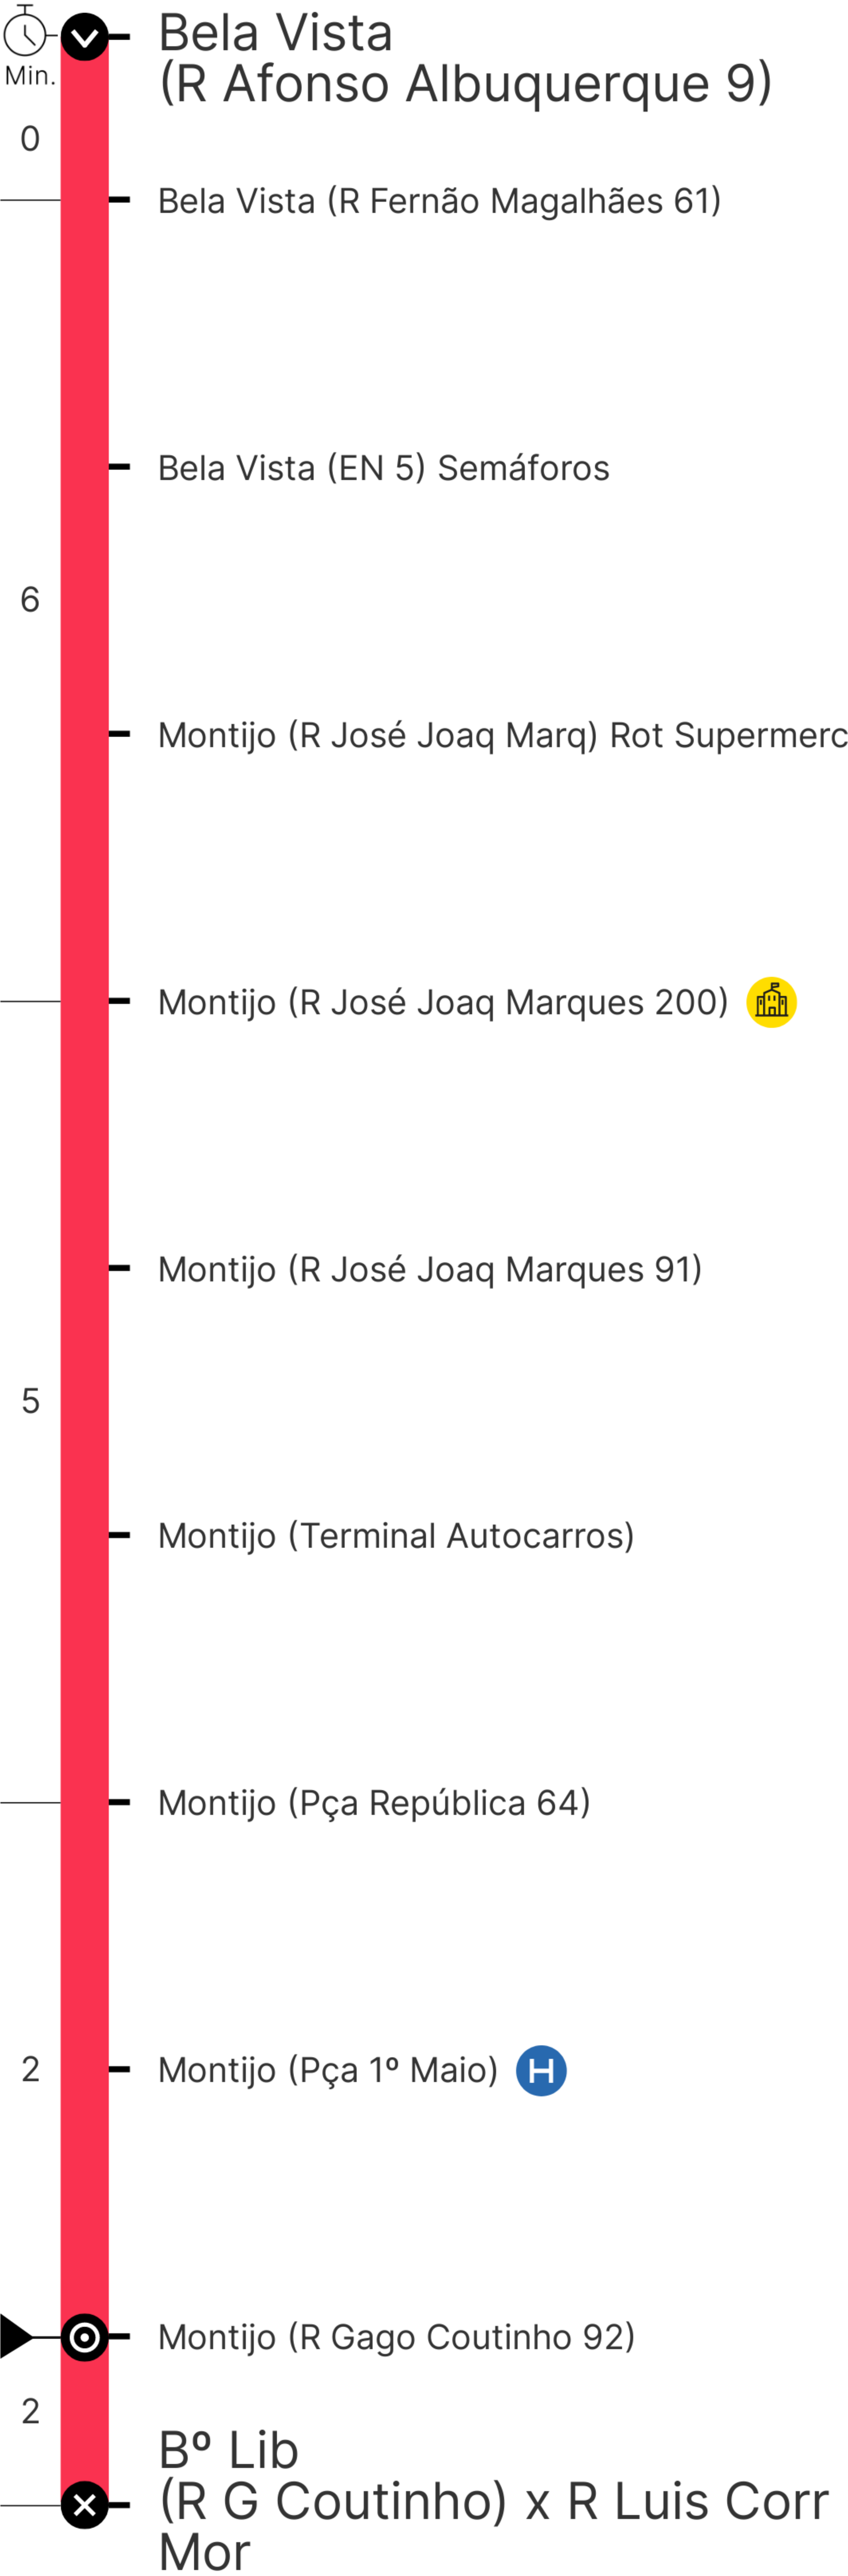 Bela Vista
(R Afonso Albuquerque 9)
Min.
0
Bela Vista (R Fernão Magalhães 61)
Bela Vista (EN 5) Semáforos
6
Montijo (R José Joaq Marq) Rot Supermerc
Montijo (R José Joaq Marques 200)
Montijo (R José Joaq Marques 91)
5
Montijo (Terminal Autocarros)
Montijo (Pça República 64)
2
Montijo (Pça 1º Maio) H
Montijo (R Gago Coutinho 92)
2
Bº Lib
(R G Coutinho) x R Luis Corr
Mor